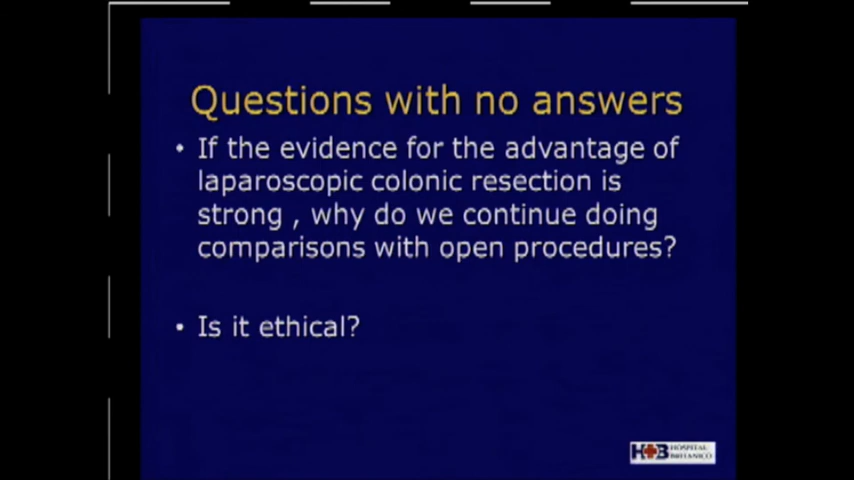 Questions with no answers
• If the evidence for the advantage of
laparoscopic colonic resection is
strong , why do we continue doing
comparisons with open procedures?
• Is it ethical?
HB HOSPITAL
BRITANICO